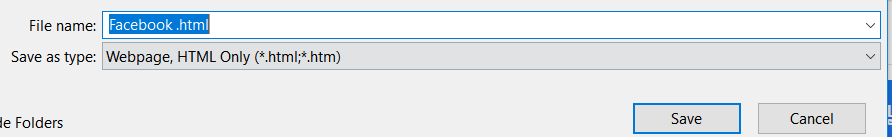 File name: Facebook .html
Save as type: Webpage, HTML Only (*.html;*.htm)
Save Cancel
de Folders